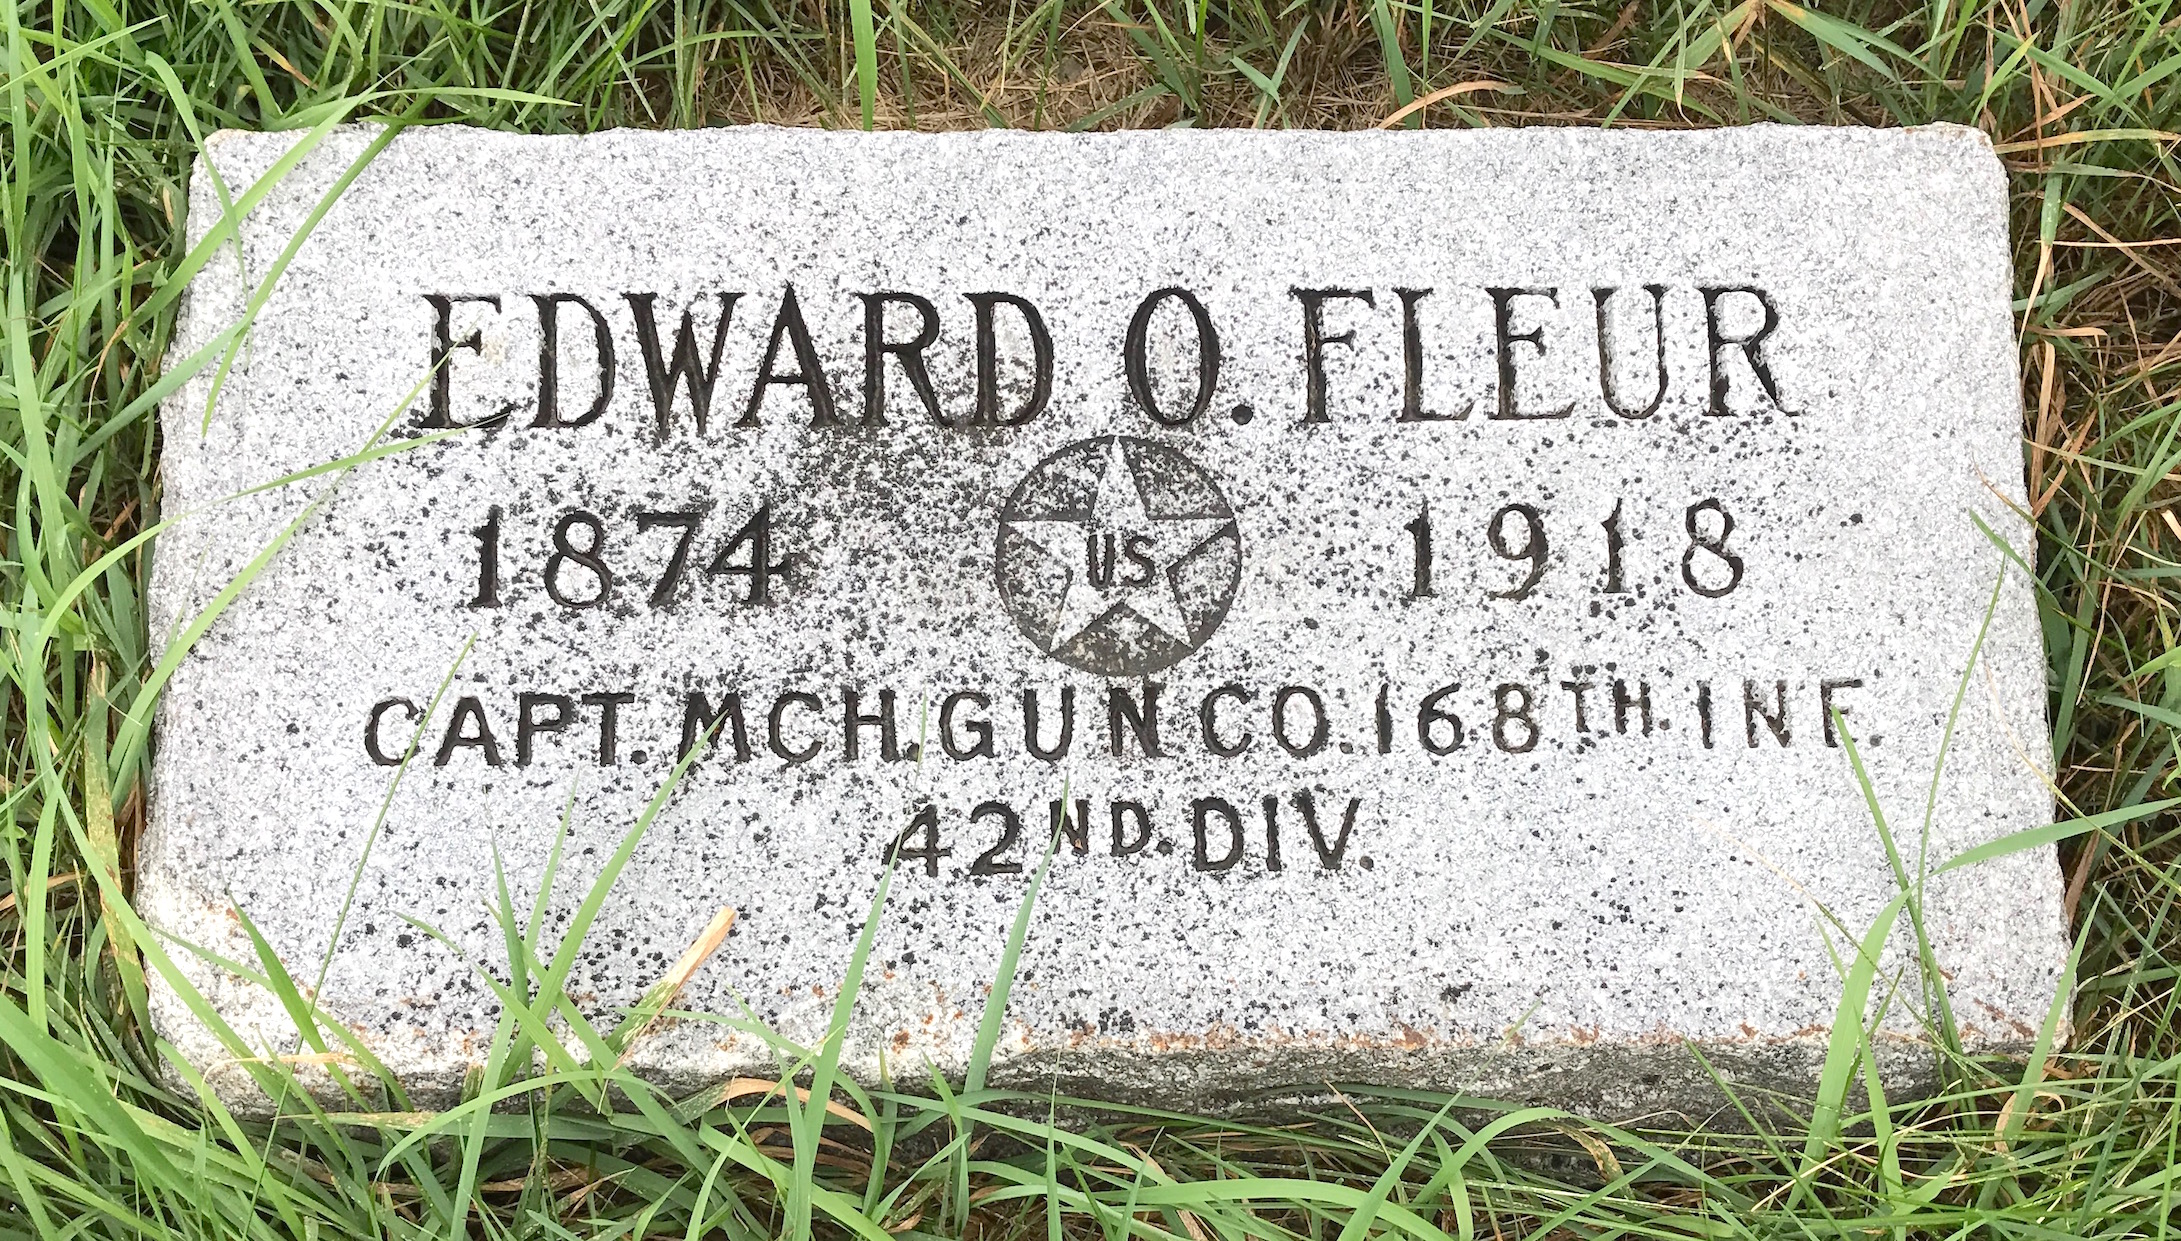 EDWARD O. FLEUR
1874 US 1918
CAPT. MCH. GUN CO. 168TH. INF.
42ND. DIV.